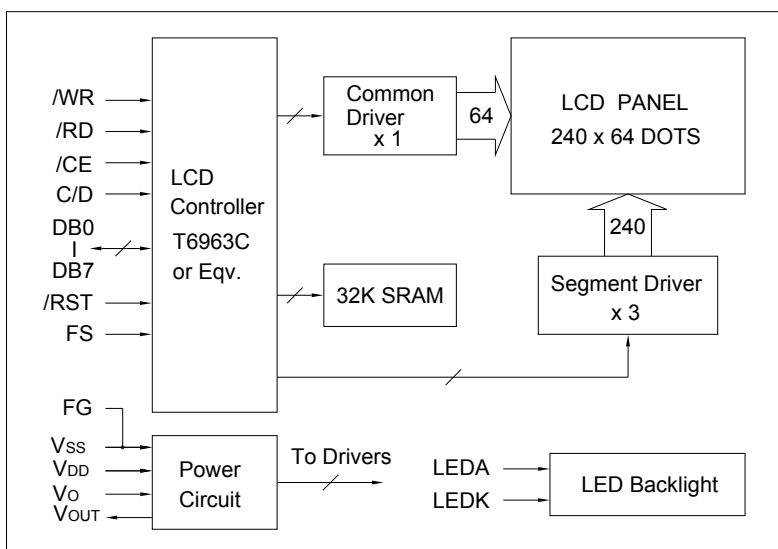 /WR
/RD
/CE
C/D
DB0
I
DB7
/RST
FS
LCD
Controller
T6963C
or Eqv.
Common
Driver
x 1
64
LCD PANEL
240 x 64 DOTS
240
32K SRAM
Segment Driver
x 3
FG
VSS
VDD
VO
VOUT
Power
Circuit
To Drivers
LEDA
LEDK
LED Backlight